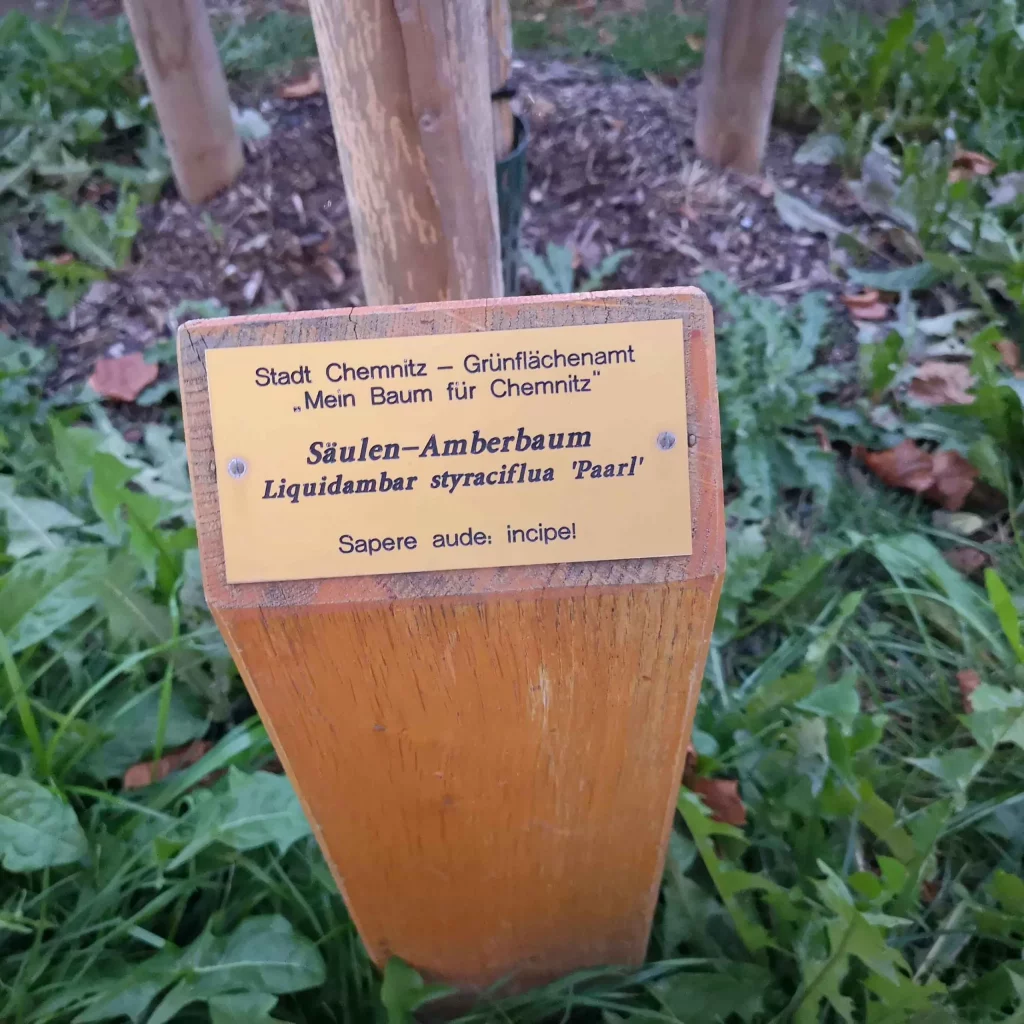 Stadt Chemnitz – Grünflächenamt
„Mein Baum für Chemnitz“
Säulen–Amberbaum
Liquidambar styraciflua 'Paarl'
Sapere aude: incipe!